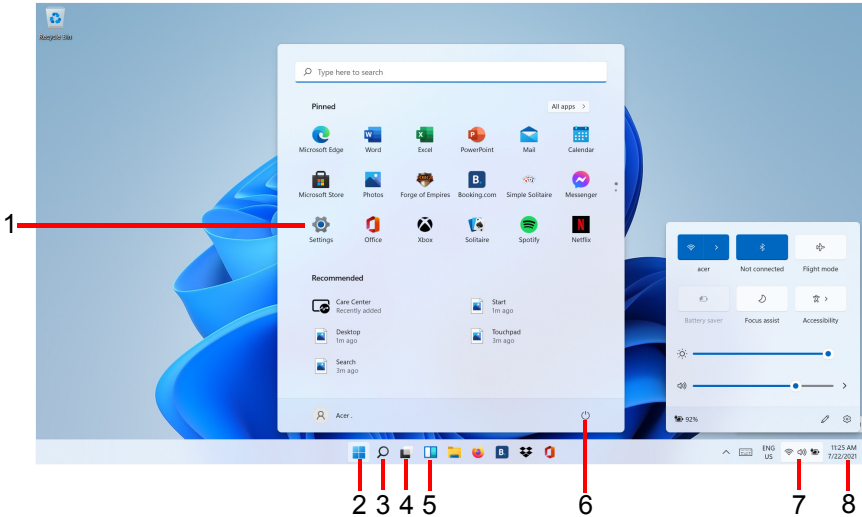 Recycle Bin
Type here to search
Pinned
All apps >
Microsoft Edge
Word
Excel
PowerPoint
Mail
Calendar
Microsoft Store
Photos
Forge of Empires
Booking.com
Simple Solitaire
Messenger
1
Settings
Office
Xbox
Solitaire
Spotify
Netflix
acer
Not connected
Flight mode
Recommended
Care Center
Recently added
Start
1m ago
Battery saver
Focus assist
Accessibility
Desktop
1m ago
Touchpad
3m ago
Search
3m ago
Acer .
92%
ENG
US
11:25 AM
7/22/2021
2 3 4 5 6 7 8